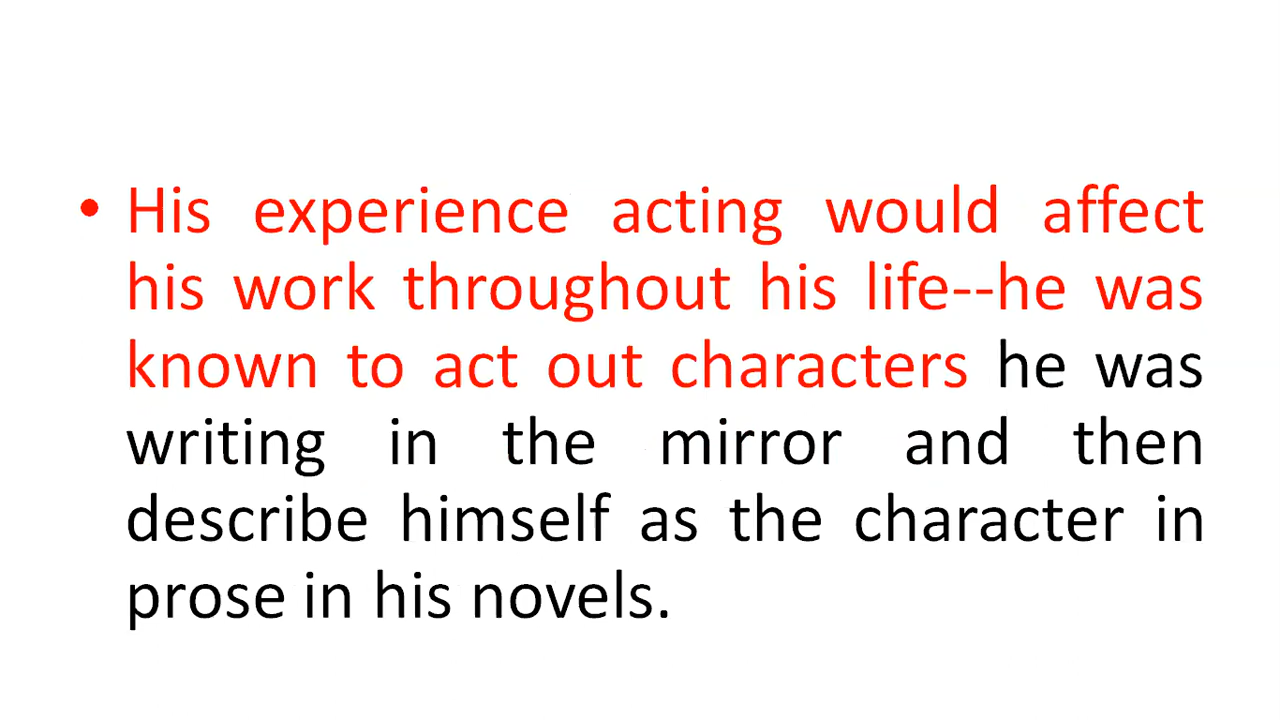 • His experience acting would affect
his work throughout his life--he was
known to act out characters he was
writing in the mirror and then
describe himself as the character in
prose in his novels.